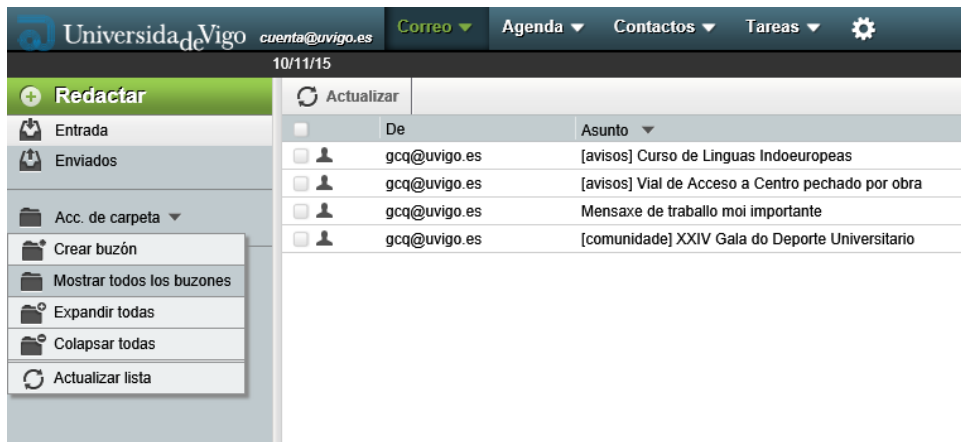 UniversidadeVigo cuenta@uvigo.es Correo Agenda Contactos Tareas
10/11/15
Redactar Actualizar
Entrada De Asunto
Enviados gcq@uvigo.es [avisos] Curso de Linguas Indoeuropeas
gcq@uvigo.es [avisos] Vial de Acceso a Centro pechado por obra
Acc. de carpeta gcq@uvigo.es Mensaxe de traballo moi importante
Crear buzón gcq@uvigo.es [comunidade] XXIV Gala do Deporte Universitario
Mostrar todos los buzones
Expandir todas
Colapsar todas
Actualizar lista